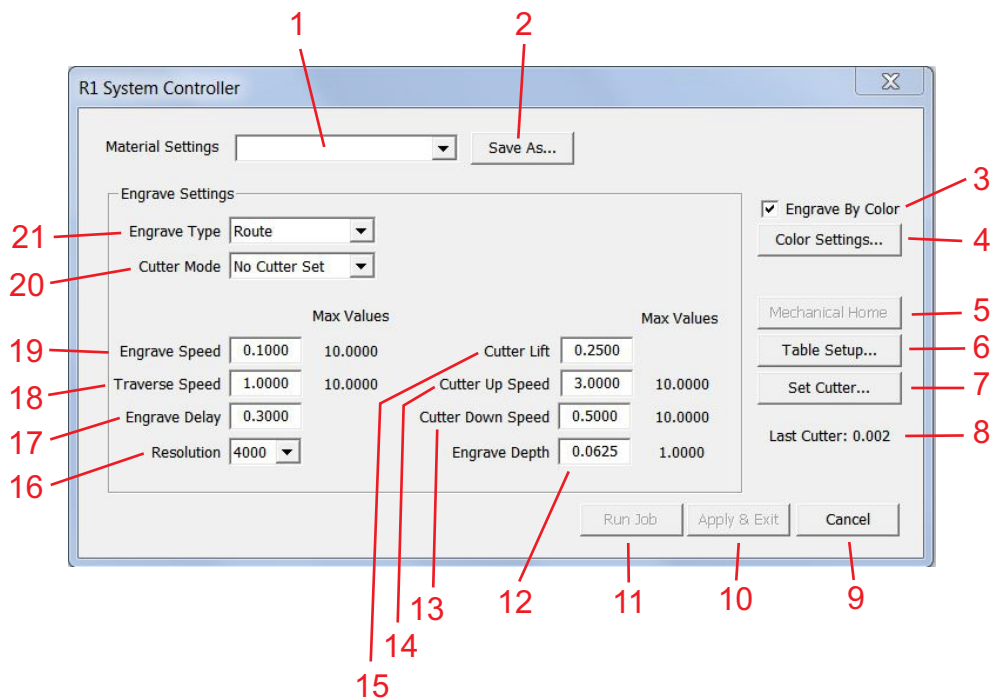 1 2
R1 System Controller
Material Settings Save As...
3
Engrave Settings
Engrave By Color
21 Engrave Type Route
Color Settings... 4
20 Cutter Mode No Cutter Set
Max Values Max Values
Mechanical Home 5
19 Engrave Speed 0.1000 10.0000 Cutter Lift 0.2500
Table Setup... 6
18 Traverse Speed 1.0000 10.0000 Cutter Up Speed 3.0000 10.0000
Set Cutter... 7
17 Engrave Delay 0.3000 Cutter Down Speed 0.5000 10.0000
Last Cutter: 0.002 8
16 Resolution 4000 Engrave Depth 0.0625 1.0000
Run Job Apply & Exit Cancel
15 14 13 12 11 10 9